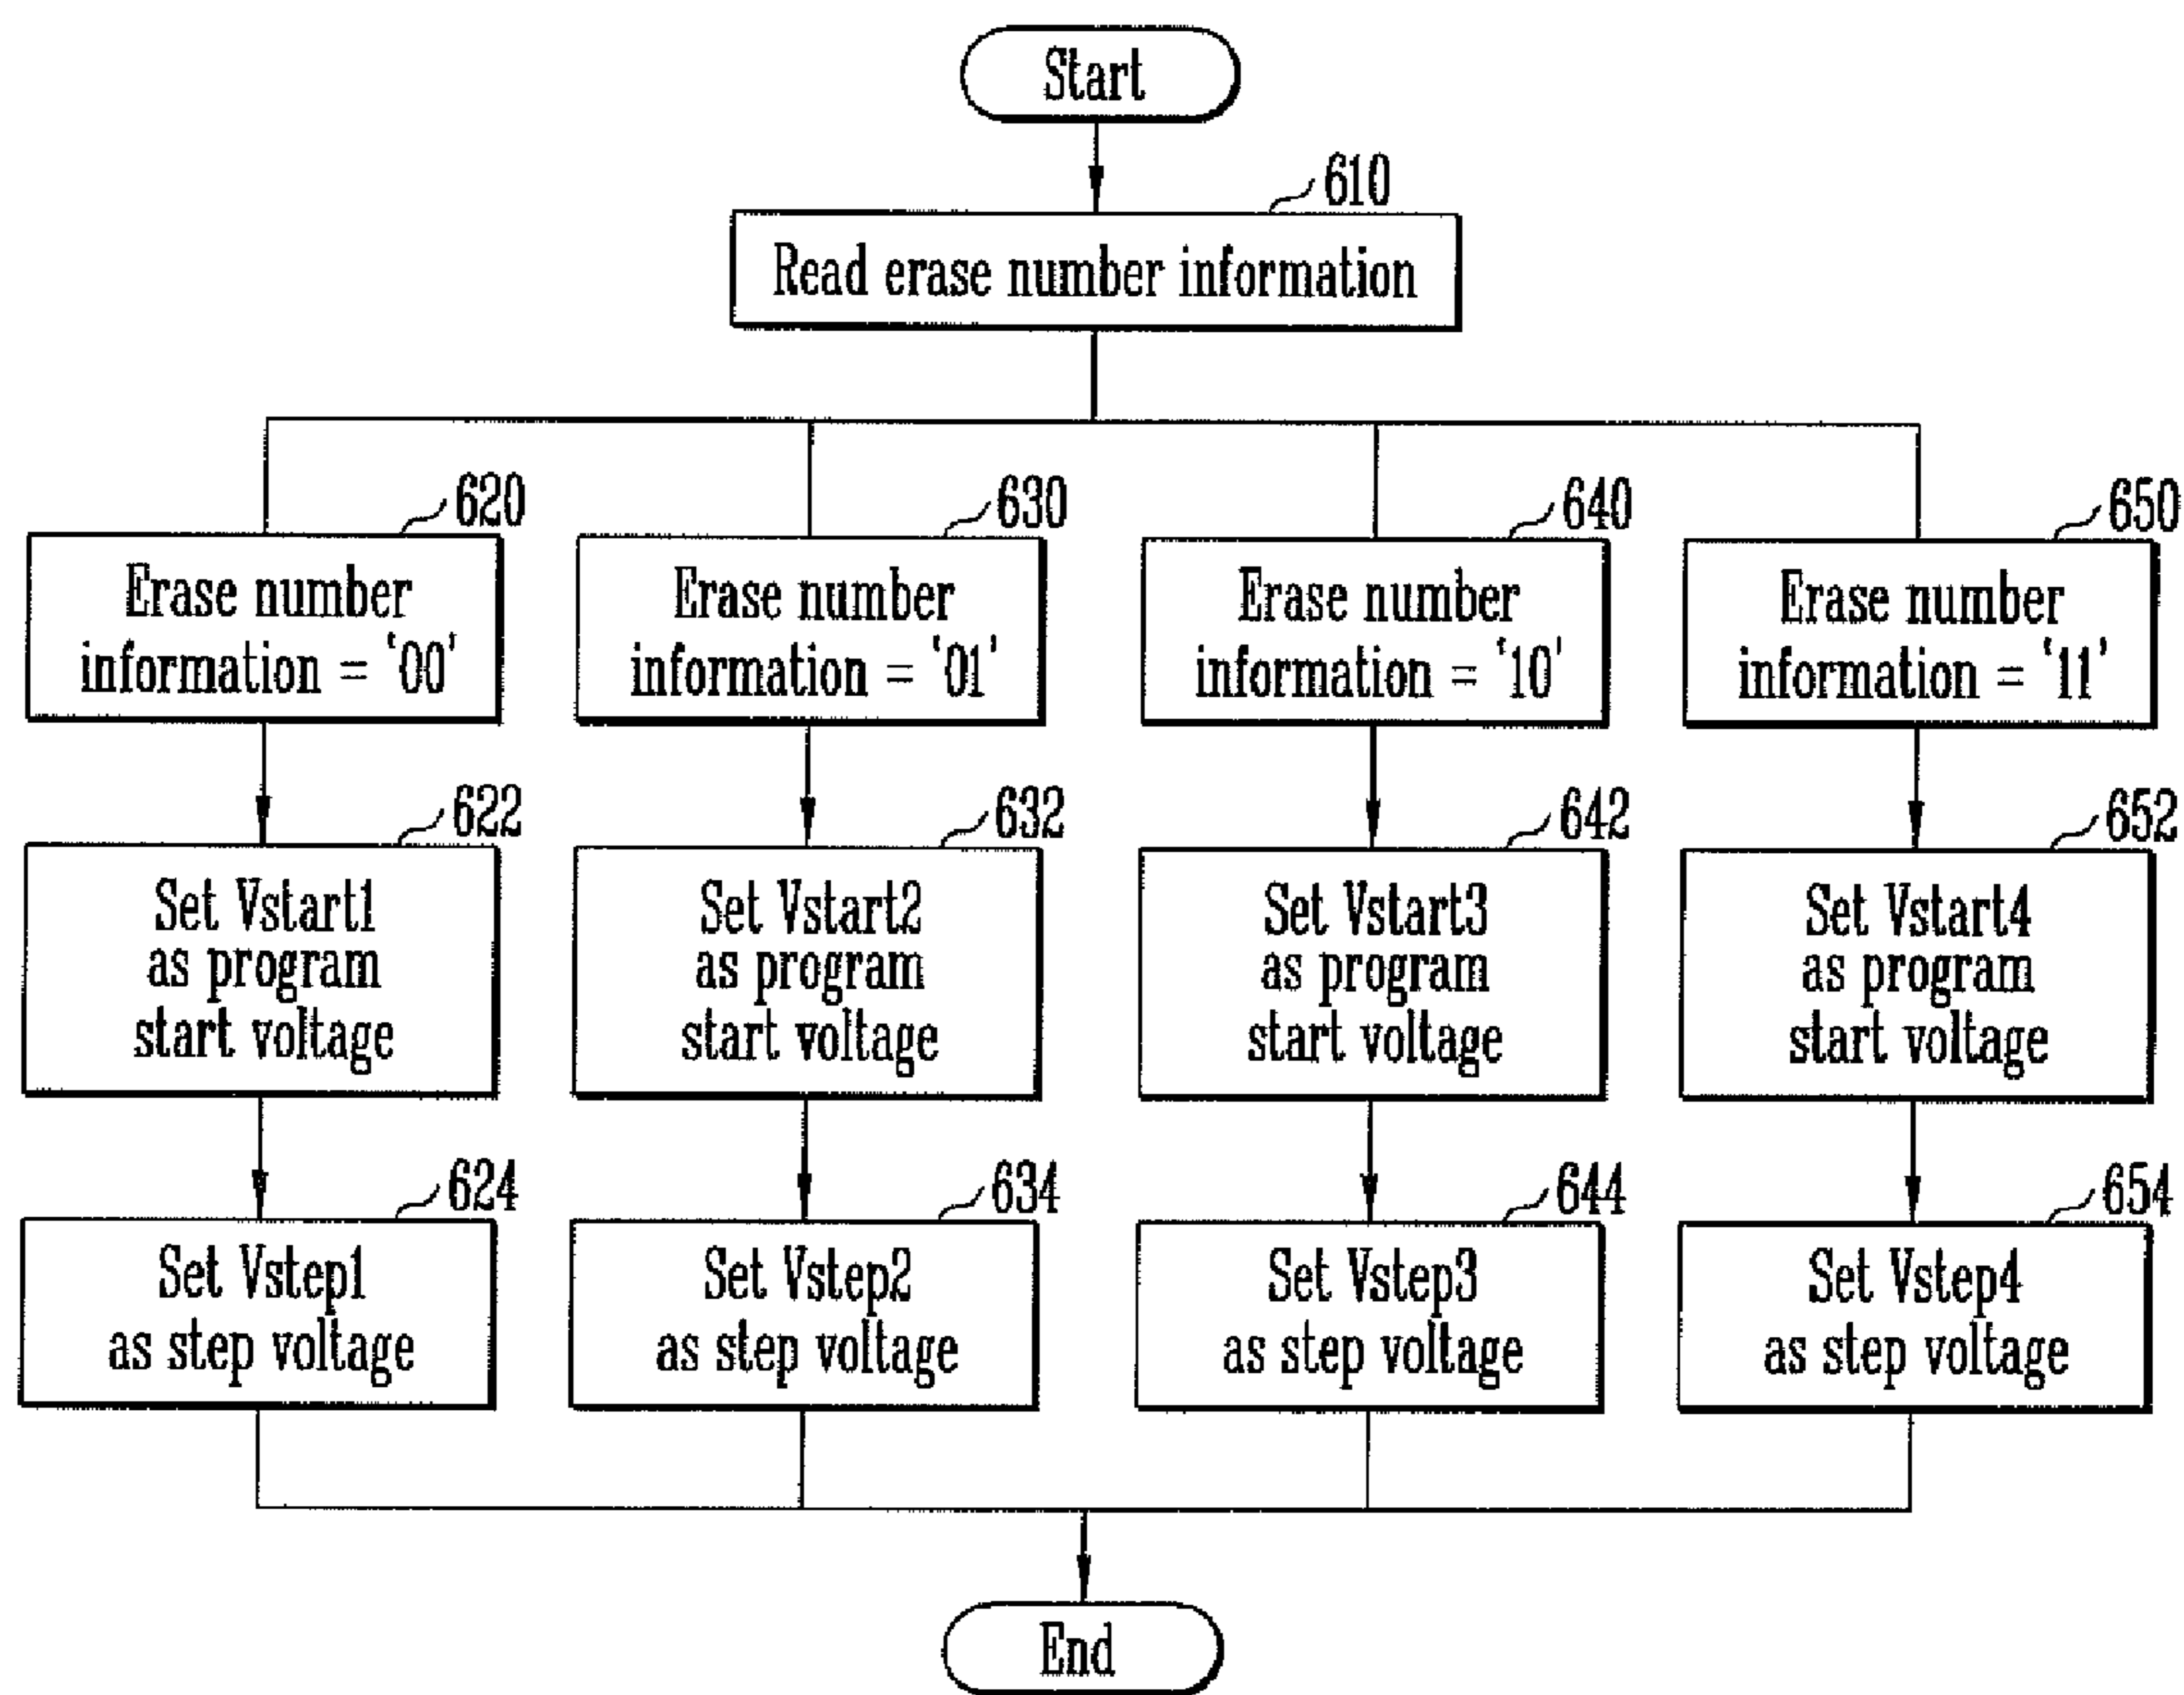 Start
610
Read erase number information
620
Erase number
information = ‘00’
630
Erase number
information = ‘01’
640
Erase number
information = ‘10’
650
Erase number
information = ‘11’
622
Set Vstart1
as program
start voltage
632
Set Vstart2
as program
start voltage
642
Set Vstart3
as program
start voltage
652
Set Vstart4
as program
start voltage
624
Set Vstep1
as step voltage
634
Set Vstep2
as step voltage
644
Set Vstep3
as step voltage
654
Set Vstep4
as step voltage
End